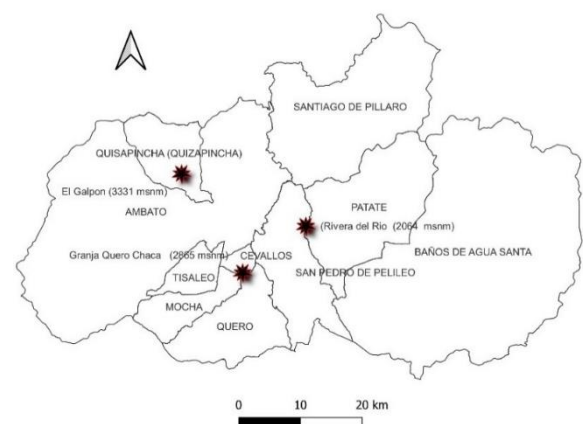 SANTIAGO DE PILLARO
QUISAPINCHA (QUIZAPINCHA)
El Galpon (3331 msnm)
PATATE
AMBATO
(Rivera del Rio (2064 msnm)
BAÑOS DE AGUA SANTA
Granja Quero Chaca (2865 msnm)
CEVALLOS
SAN PEDRO DE PELILEO
TISALEO
MOCHA
QUERO
0 10 20 km